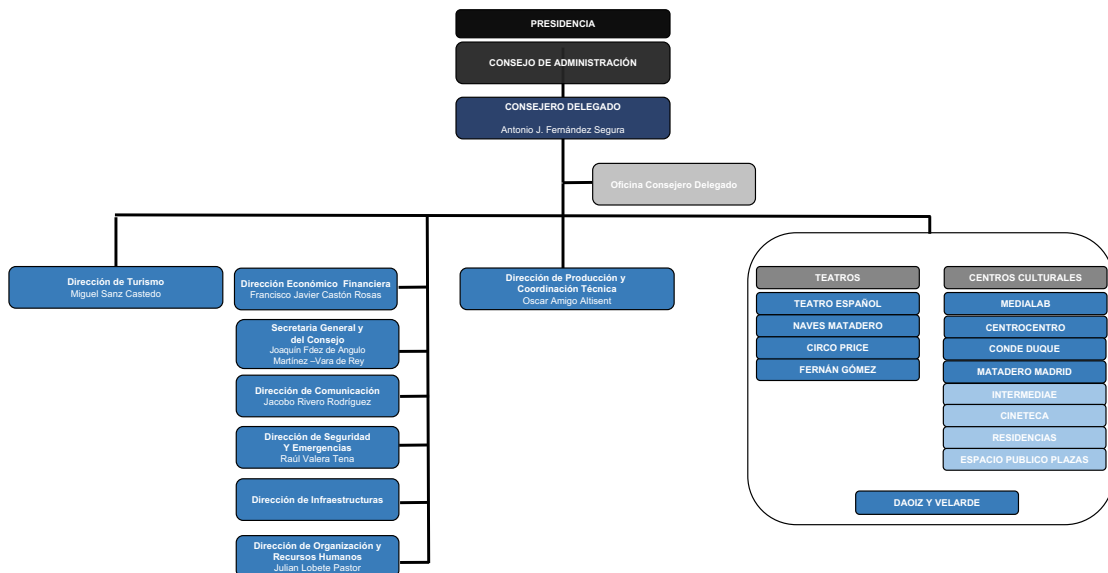 PRESIDENCIA
CONSEJO DE ADMINISTRACIÓN
CONSEJERO DELEGADO
Antonio J. Fernández Segura
Oficina Consejero Delegado
Dirección de Turismo
Miguel Sanz Castedo
Dirección Económico Financiera
Francisco Javier Castón Rosas
Secretaria General y
del Consejo
Joaquín Fdez de Angulo
Martínez –Vara de Rey
Dirección de Comunicación
Jacobo Rivero Rodríguez
Dirección de Seguridad
Y Emergencias
Raúl Valera Tena
Dirección de Infraestructuras
Dirección de Organización y
Recursos Humanos
Julian Lobete Pastor
Dirección de Producción y
Coordinación Técnica
Oscar Amigo Altisent
TEATROS
TEATRO ESPAÑOL
NAVES MATADERO
CIRCO PRICE
FERNÁN GÓMEZ
CENTROS CULTURALES
MEDIALAB
CENTROCENTRO
CONDE DUQUE
MATADERO MADRID
INTERMEDIAE
CINETECA
RESIDENCIAS
ESPACIO PUBLICO PLAZAS
DAOIZ Y VELARDE